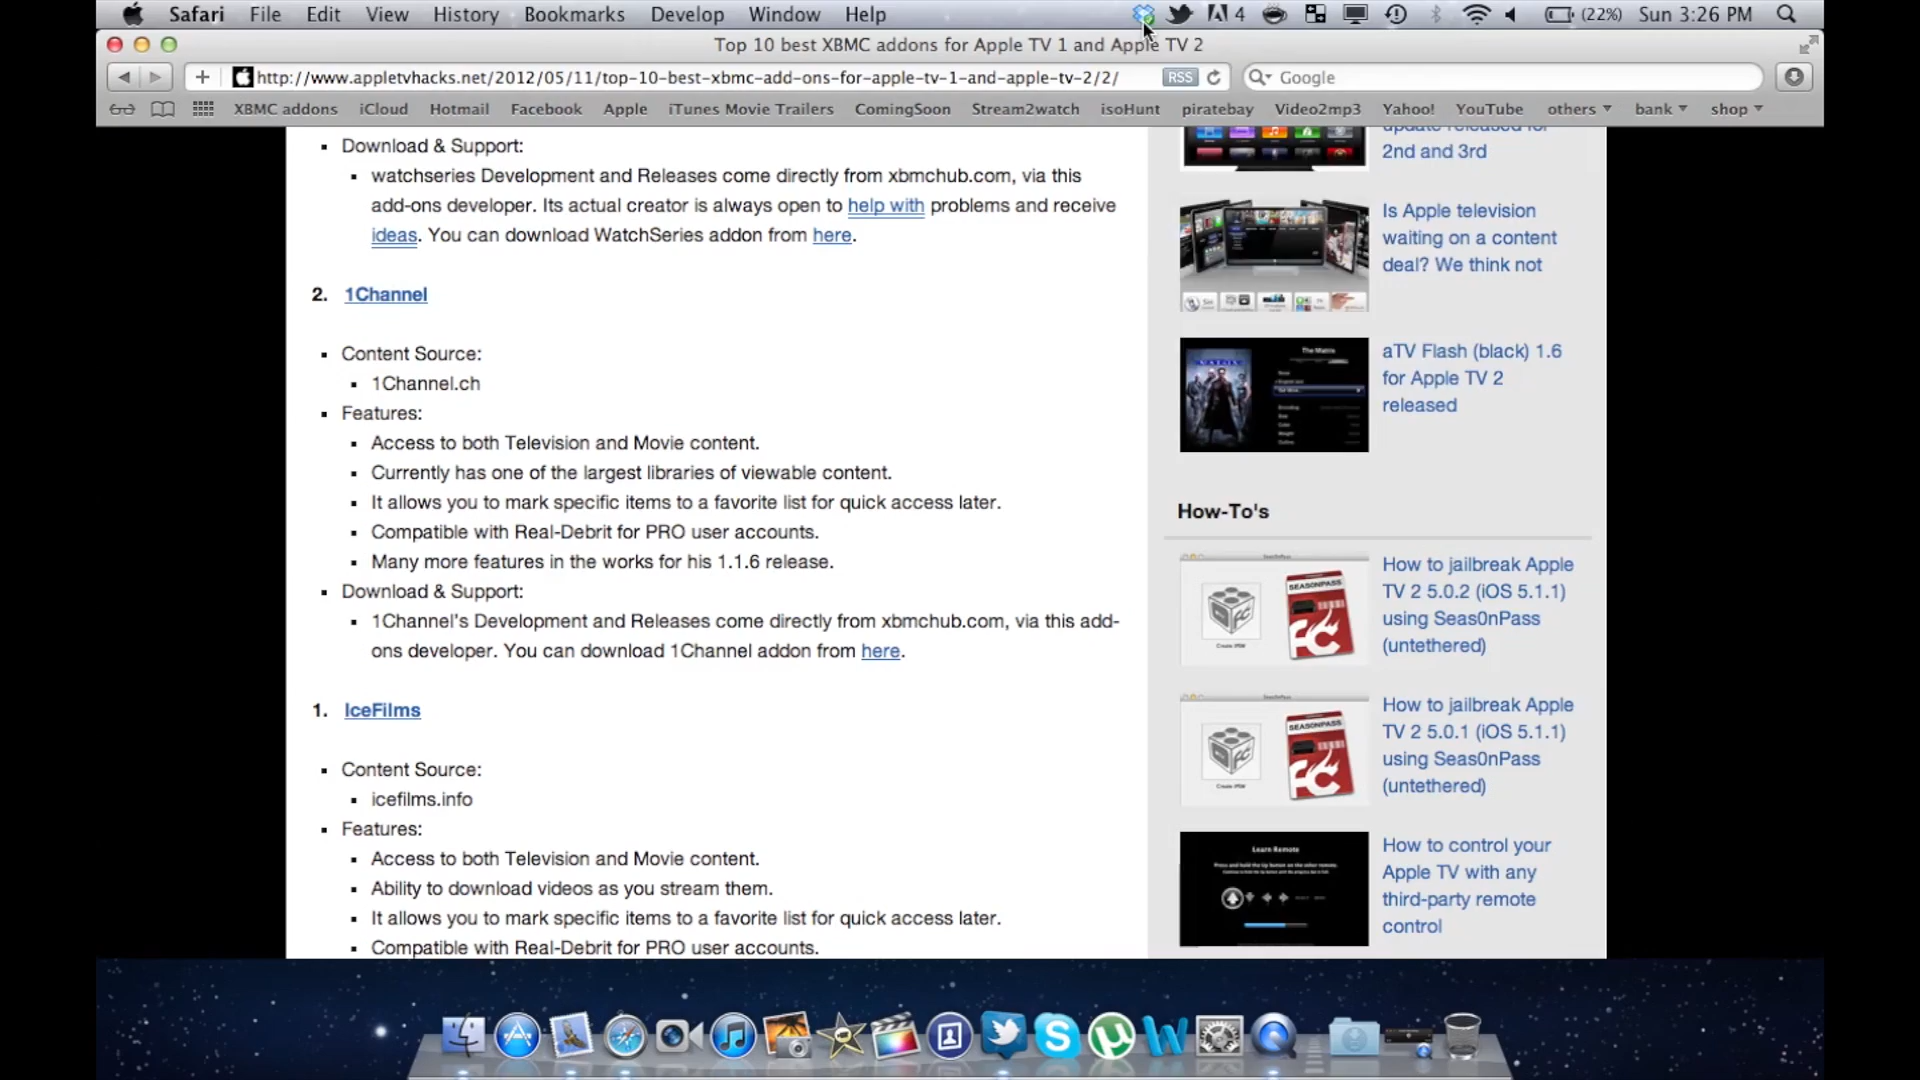 Safari File Edit View History Bookmarks Develop Window Help 4 (22%) Sun 3:26 PM
Top 10 best XBMC addons for Apple TV 1 and Apple TV 2
http://www.appletvhacks.net/2012/05/11/top-10-best-xbmc-add-ons-for-apple-tv-1-and-apple-tv-2/2/ RSS Google
XBMC addons iCloud Hotmail Facebook Apple iTunes Movie Trailers ComingSoon Stream2watch isoHunt piratebay Video2mp3 Yahoo! YouTube others bank shop
Download & Support:
watchseries Development and Releases come directly from xbmchub.com, via this
add-ons developer. Its actual creator is always open to help with problems and receive
ideas. You can download WatchSeries addon from here.
2. 1Channel
Content Source:
1Channel.ch
Features:
Access to both Television and Movie content.
Currently has one of the largest libraries of viewable content.
It allows you to mark specific items to a favorite list for quick access later.
Compatible with Real-Debrit for PRO user accounts.
Many more features in the works for his 1.1.6 release.
Download & Support:
1Channel's Development and Releases come directly from xbmchub.com, via this add-
ons developer. You can download 1Channel addon from here.
1. IceFilms
Content Source:
icefilms.info
Features:
Access to both Television and Movie content.
Ability to download videos as you stream them.
It allows you to mark specific items to a favorite list for quick access later.
Compatible with Real-Debrit for PRO user accounts.
update released for
2nd and 3rd
Is Apple television
waiting on a content
deal? We think not
The Matrix
aTV Flash (black) 1.6
for Apple TV 2
released
How-To's
SEASONPASS
FC
Create IPSW
How to jailbreak Apple
TV 2 5.0.2 (iOS 5.1.1)
using Seas0nPass
(untethered)
SEASONPASS
FC
Create IPSW
How to jailbreak Apple
TV 2 5.0.1 (iOS 5.1.1)
using Seas0nPass
(untethered)
Learn Remote
How to control your
Apple TV with any
third-party remote
control